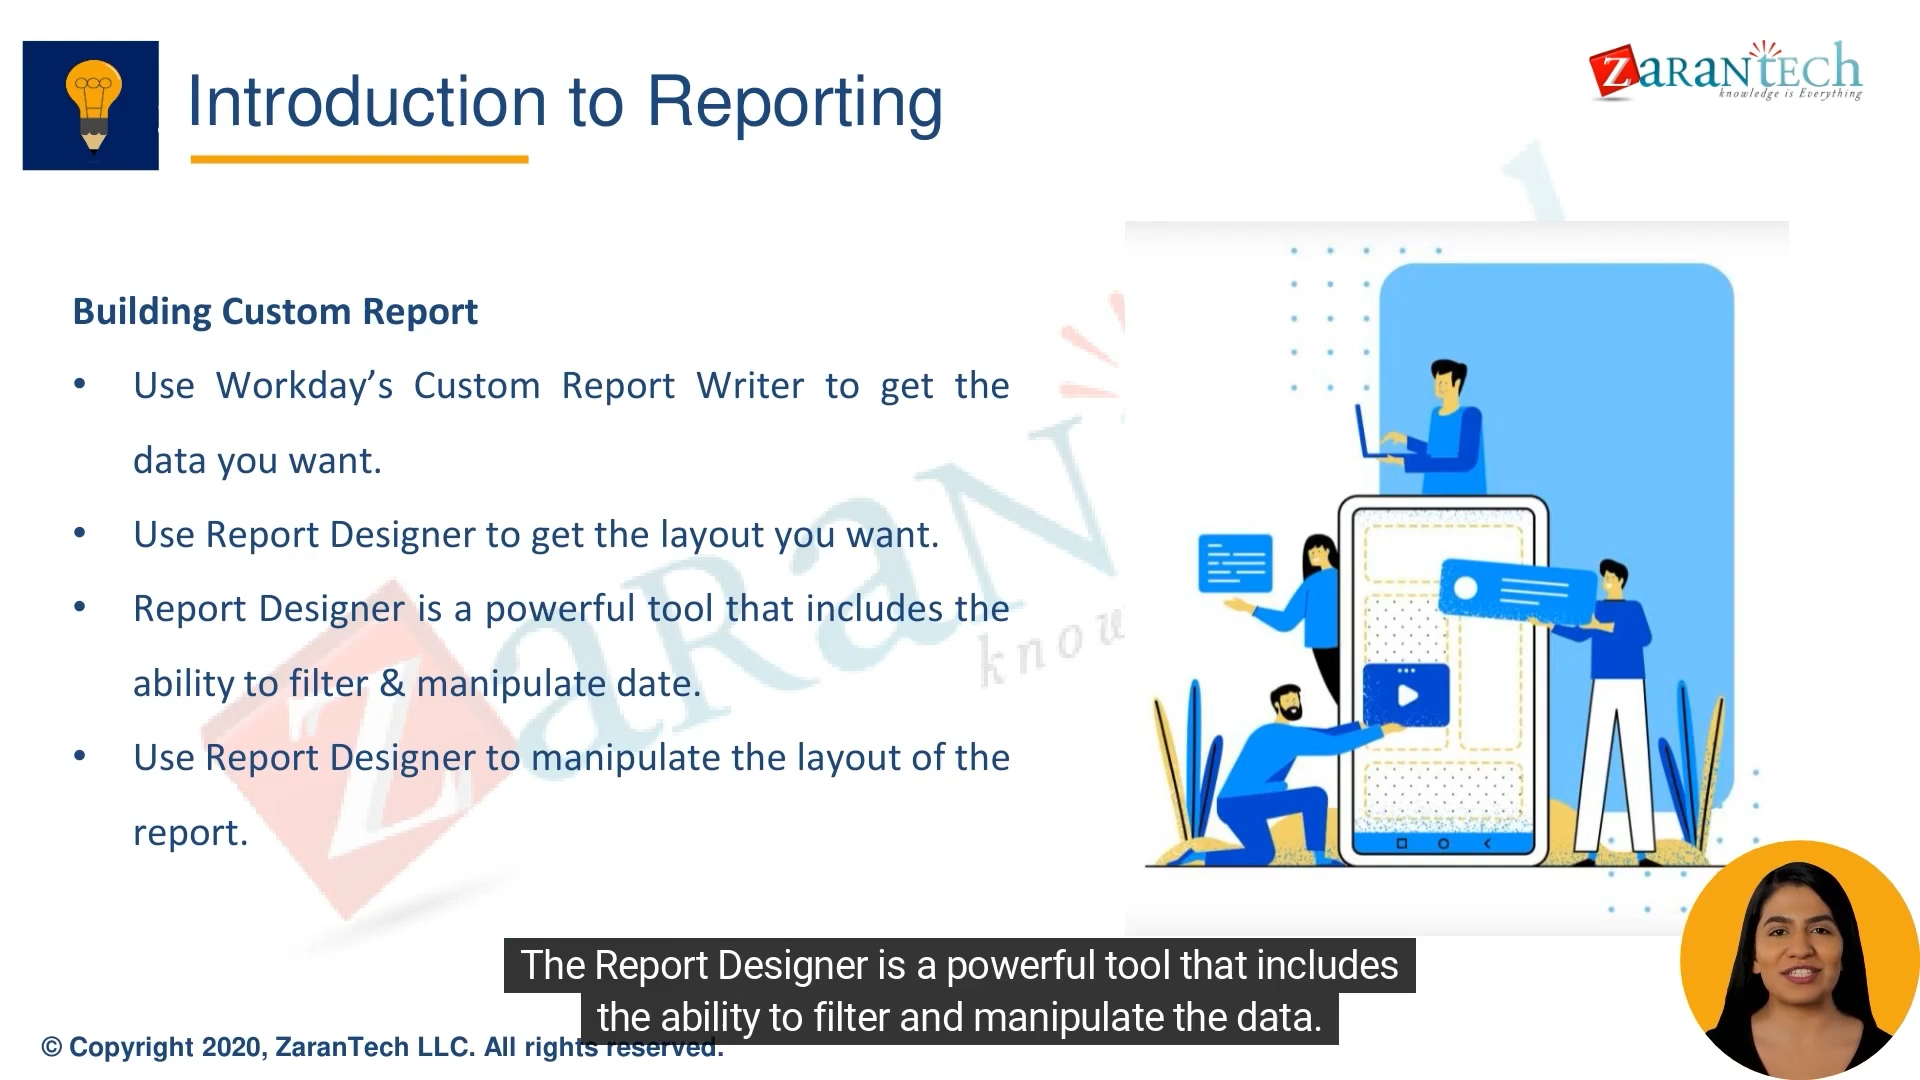 Introduction to Reporting
ZaranTech
knowledge is Everything
Building Custom Report
• Use Workday’s Custom Report Writer to get the
data you want.
• Use Report Designer to get the layout you want.
• Report Designer is a powerful tool that includes the
ability to filter & manipulate date.
• Use Report Designer to manipulate the layout of the
report.
ZaraN
know
The Report Designer is a powerful tool that includes
the ability to filter and manipulate the data.
© Copyright 2020, ZaranTech LLC. All rights reserved.